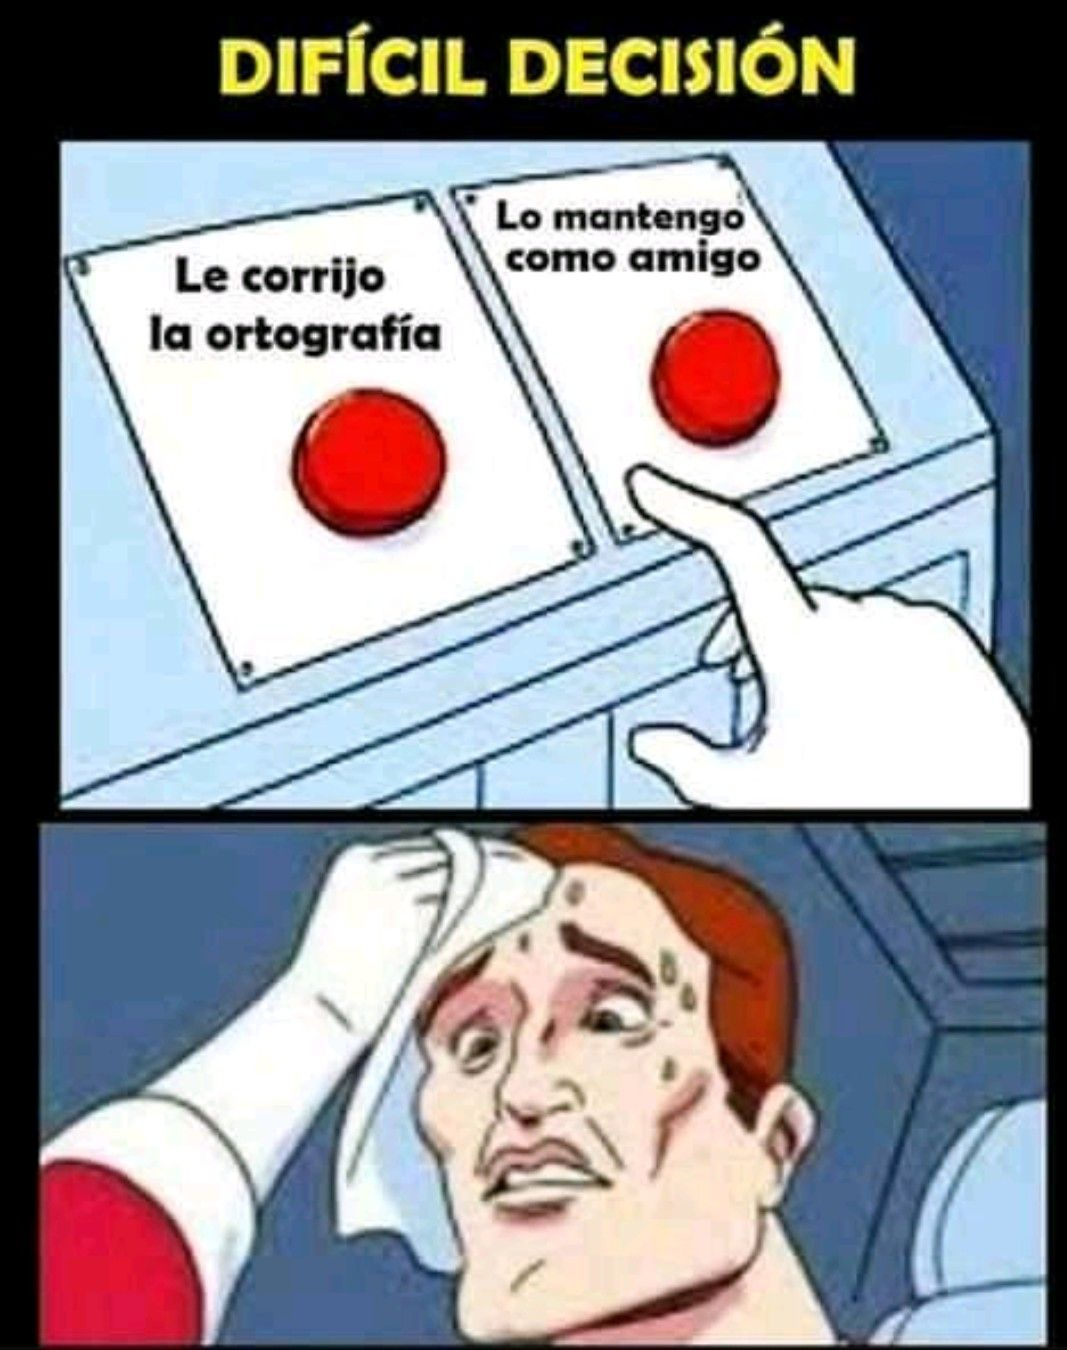 DIFÍCIL DECISIÓN
Le corrijo
la ortografía
Lo mantengo
como amigo